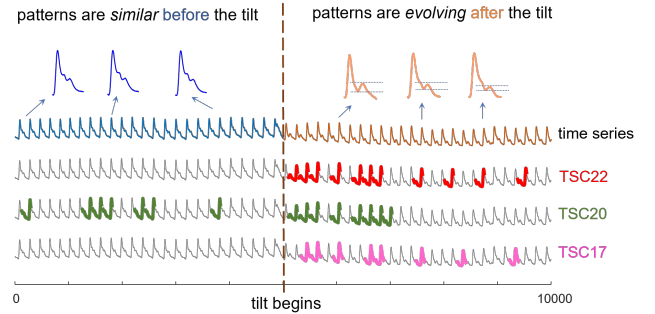 patterns are similar before the tilt
patterns are evolving after the tilt
time series
TSC22
TSC20
TSC17
0
tilt begins
10000